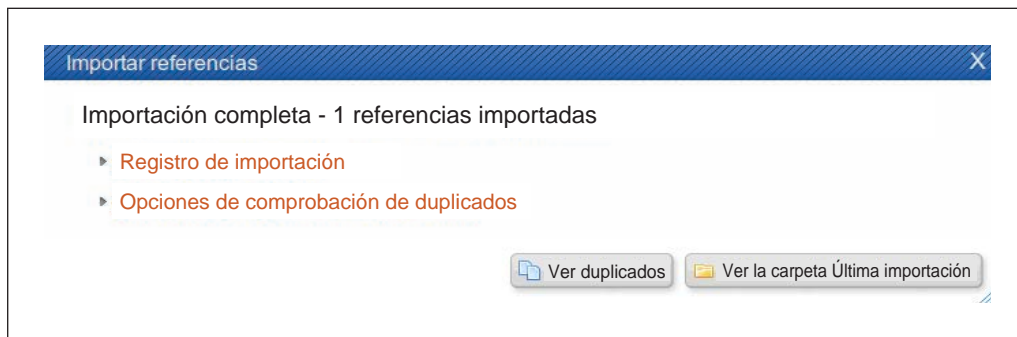 Importar referencias X
Importación completa - 1 referencias importadas
Registro de importación
Opciones de comprobación de duplicados
Ver duplicados Ver la carpeta Última importación